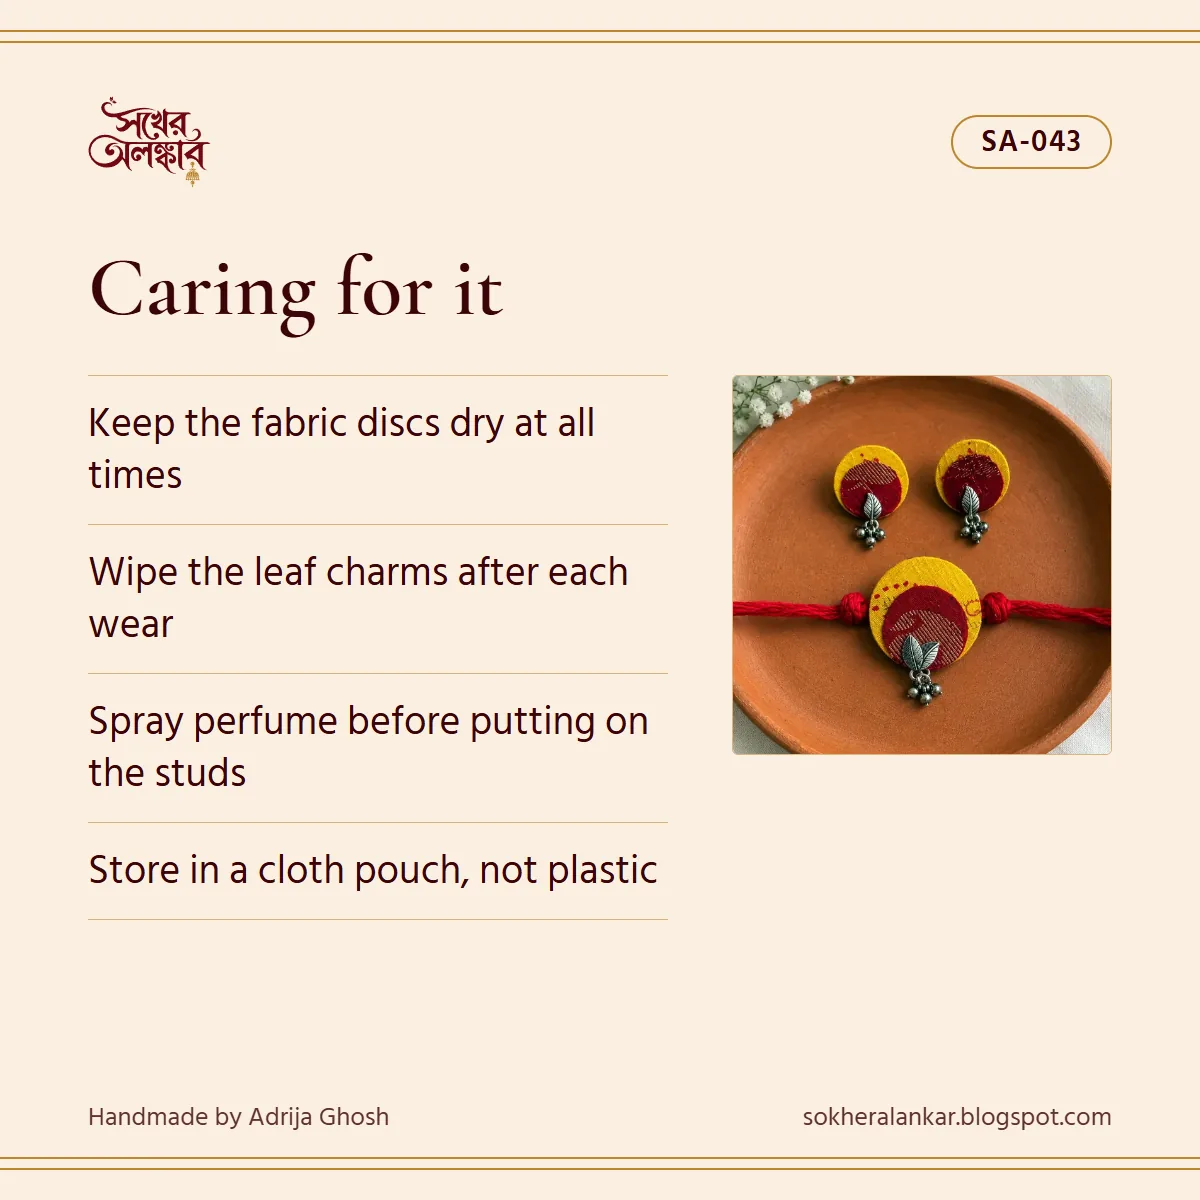 সখের
অলঙ্কার
SA-043
Caring for it
Keep the fabric discs dry at all
times
Wipe the leaf charms after each
wear
Spray perfume before putting on
the studs
Store in a cloth pouch, not plastic
Handmade by Adrija Ghosh
sokheralankar.blogspot.com